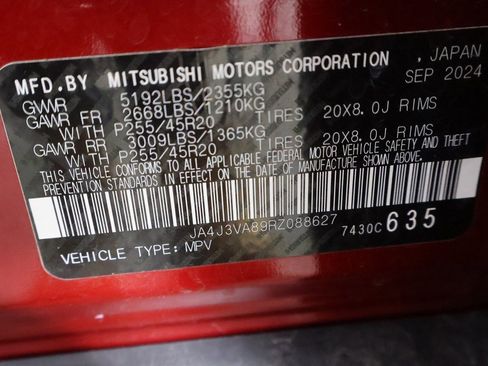 MFD.BY MITSUBISHI MOTORS CORPORATION , JAPAN
SEP 2024
GVWR 5192LBS/2355KG
GAWR FR 2668LBS/1210KG
WITH P255/45R20 TIRES 20X8.0J RIMS
GAWR RR 3009LBS/1365KG
WITH P255/45R20 TIRES 20X8.0J RIMS
THIS VEHICLE CONFORMS TO ALL APPLICABLE FEDERAL MOTOR VEHICLE SAFETY AND THEFT
PREVENTION STANDARDS IN EFFECT ON THE DATE OF MANUFACTURE SHOWN ABOVE.
JA4J3VA89RZ088627
7430C635
VEHICLE TYPE: MPV